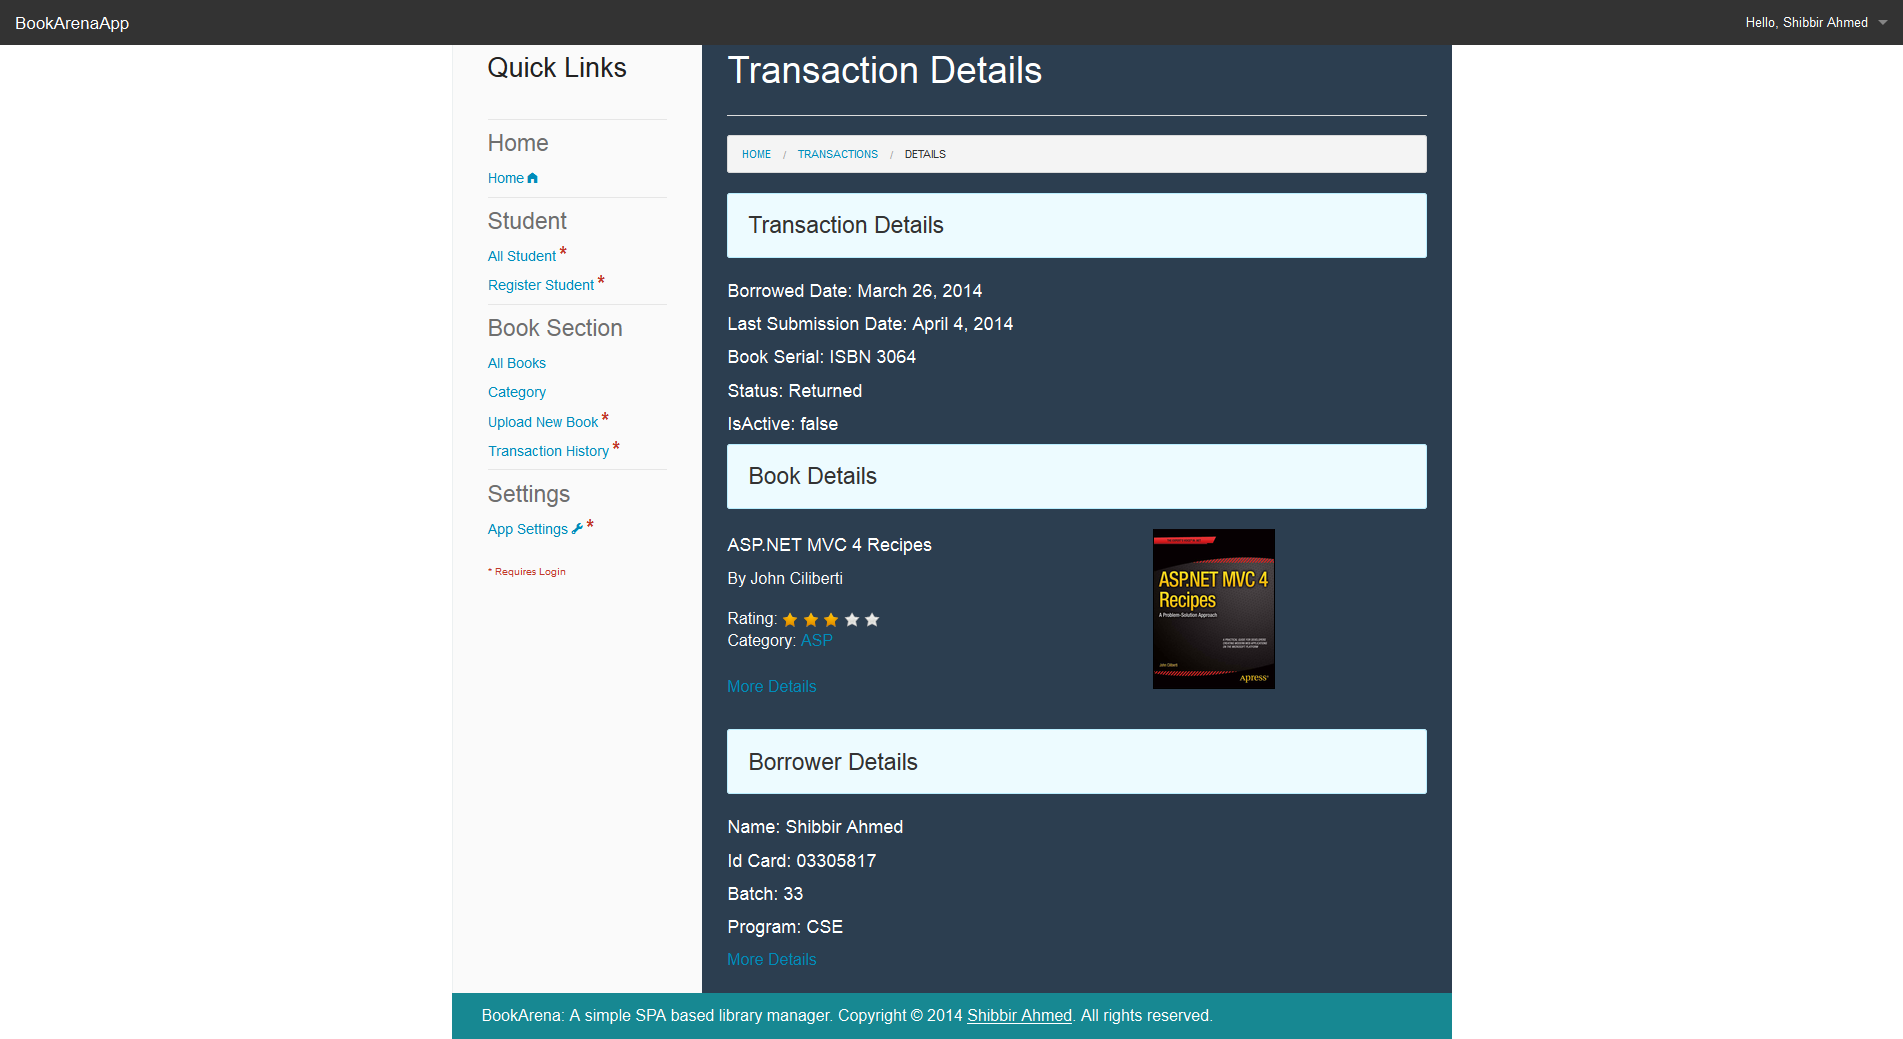 BookArenaApp
Hello, Shibbir Ahmed
Quick Links
Home
Home
Student
All Student *
Register Student *
Book Section
All Books
Category
Upload New Book *
Transaction History *
Settings
App Settings *
* Requires Login
Transaction Details
HOME / TRANSACTIONS / DETAILS
Transaction Details
Borrowed Date: March 26, 2014
Last Submission Date: April 4, 2014
Book Serial: ISBN 3064
Status: Returned
IsActive: false
Book Details
ASP.NET MVC 4 Recipes
By John Ciliberti
Rating:
Category: ASP
More Details
ASP.NET MVC 4
Recipes
A Problem-Solution Approach
John Ciliberti
Apress®
Borrower Details
Name: Shibbir Ahmed
Id Card: 03305817
Batch: 33
Program: CSE
More Details
BookArena: A simple SPA based library manager. Copyright © 2014 Shibbir Ahmed. All rights reserved.